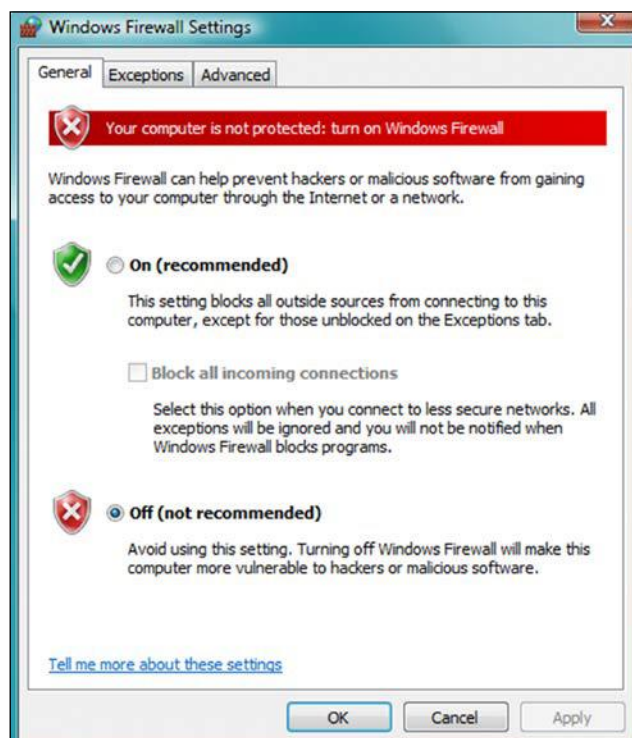 Windows Firewall Settings
General Exceptions Advanced
Your computer is not protected: turn on Windows Firewall
Windows Firewall can help prevent hackers or malicious software from gaining
access to your computer through the Internet or a network.
On (recommended)
This setting blocks all outside sources from connecting to this
computer, except for those unblocked on the Exceptions tab.
Block all incoming connections
Select this option when you connect to less secure networks. All
exceptions will be ignored and you will not be notified when
Windows Firewall blocks programs.
Off (not recommended)
Avoid using this setting. Turning off Windows Firewall will make this
computer more vulnerable to hackers or malicious software.
Tell me more about these settings
OK Cancel Apply